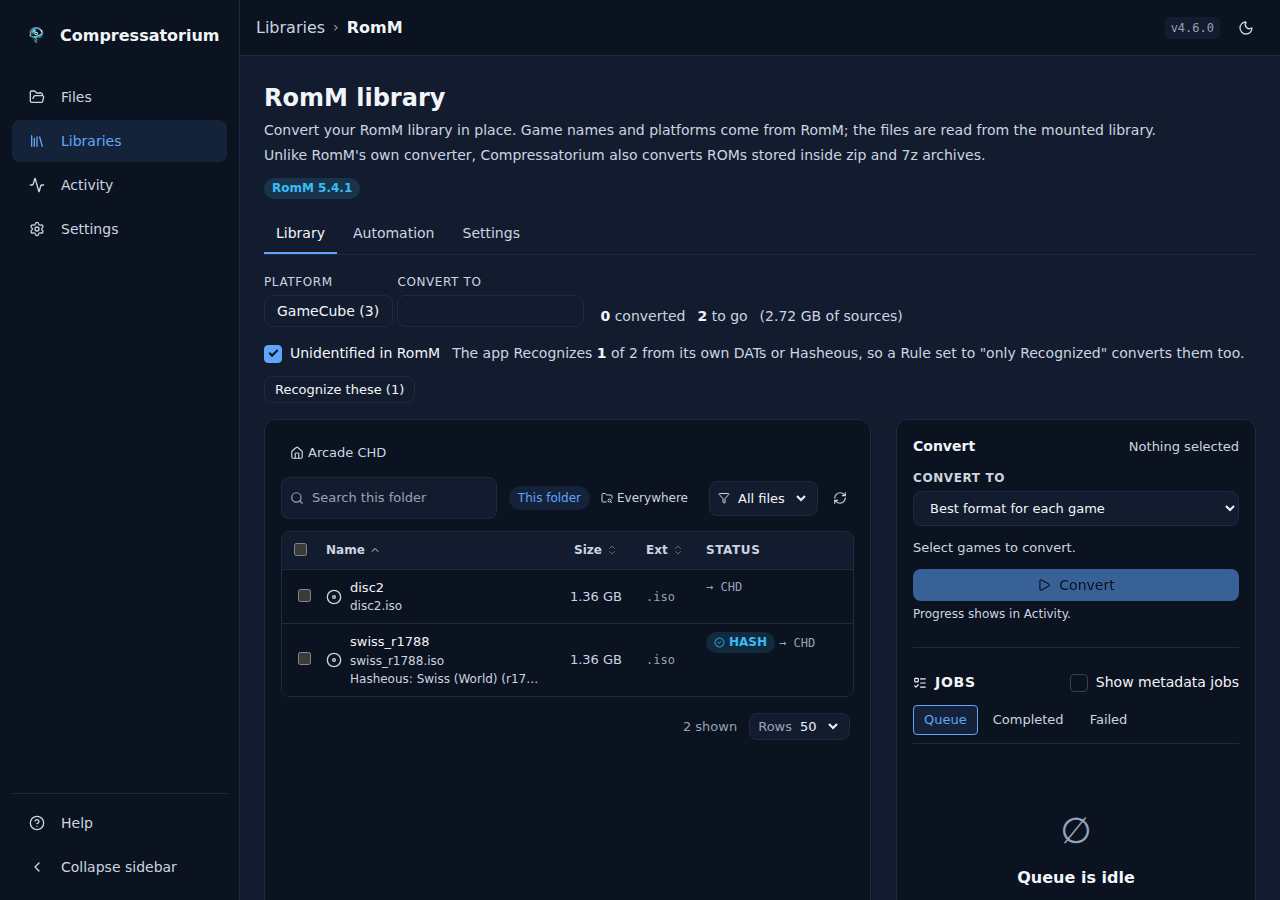 Compressatorium
Libraries › RomM
v4.6.0
Files
Libraries
Activity
Settings
Help
Collapse sidebar
RomM library
Convert your RomM library in place. Game names and platforms come from RomM; the files are read from the mounted library.
Unlike RomM's own converter, Compressatorium also converts ROMs stored inside zip and 7z archives.
RomM 5.4.1
Library Automation Settings
PLATFORM CONVERT TO
GameCube (3) 0 converted 2 to go (2.72 GB of sources)
Unidentified in RomM The app Recognizes 1 of 2 from its own DATs or Hasheous, so a Rule set to "only Recognized" converts them too.
Recognize these (1)
Arcade CHD
Search this folder This folder Everywhere All files
Name Size Ext STATUS
disc2
disc2.iso
1.36 GB .iso → CHD
swiss_r1788
swiss_r1788.iso
Hasheous: Swiss (World) (r17...
1.36 GB .iso HASH → CHD
2 shown Rows 50
Convert Nothing selected
CONVERT TO
Best format for each game
Select games to convert.
Convert
Progress shows in Activity.
JOBS Show metadata jobs
Queue Completed Failed
Queue is idle